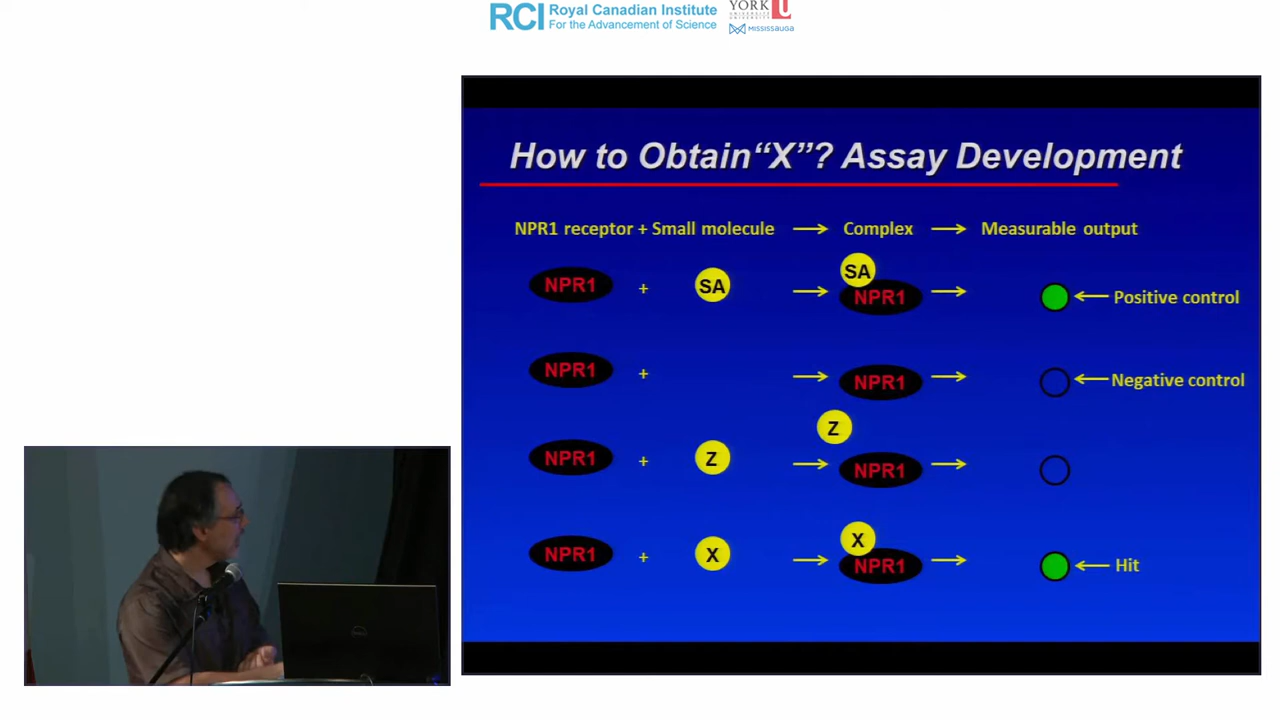 RCI Royal Canadian Institute
For the Advancement of Science
YORK U
MISSISSAUGA
How to Obtain“X”? Assay Development
NPR1 receptor + Small molecule → Complex → Measurable output
NPR1 + SA → SA NPR1 → ← Positive control
NPR1 + → NPR1 → ← Negative control
NPR1 + Z → Z NPR1 →
NPR1 + X → X NPR1 → ← Hit